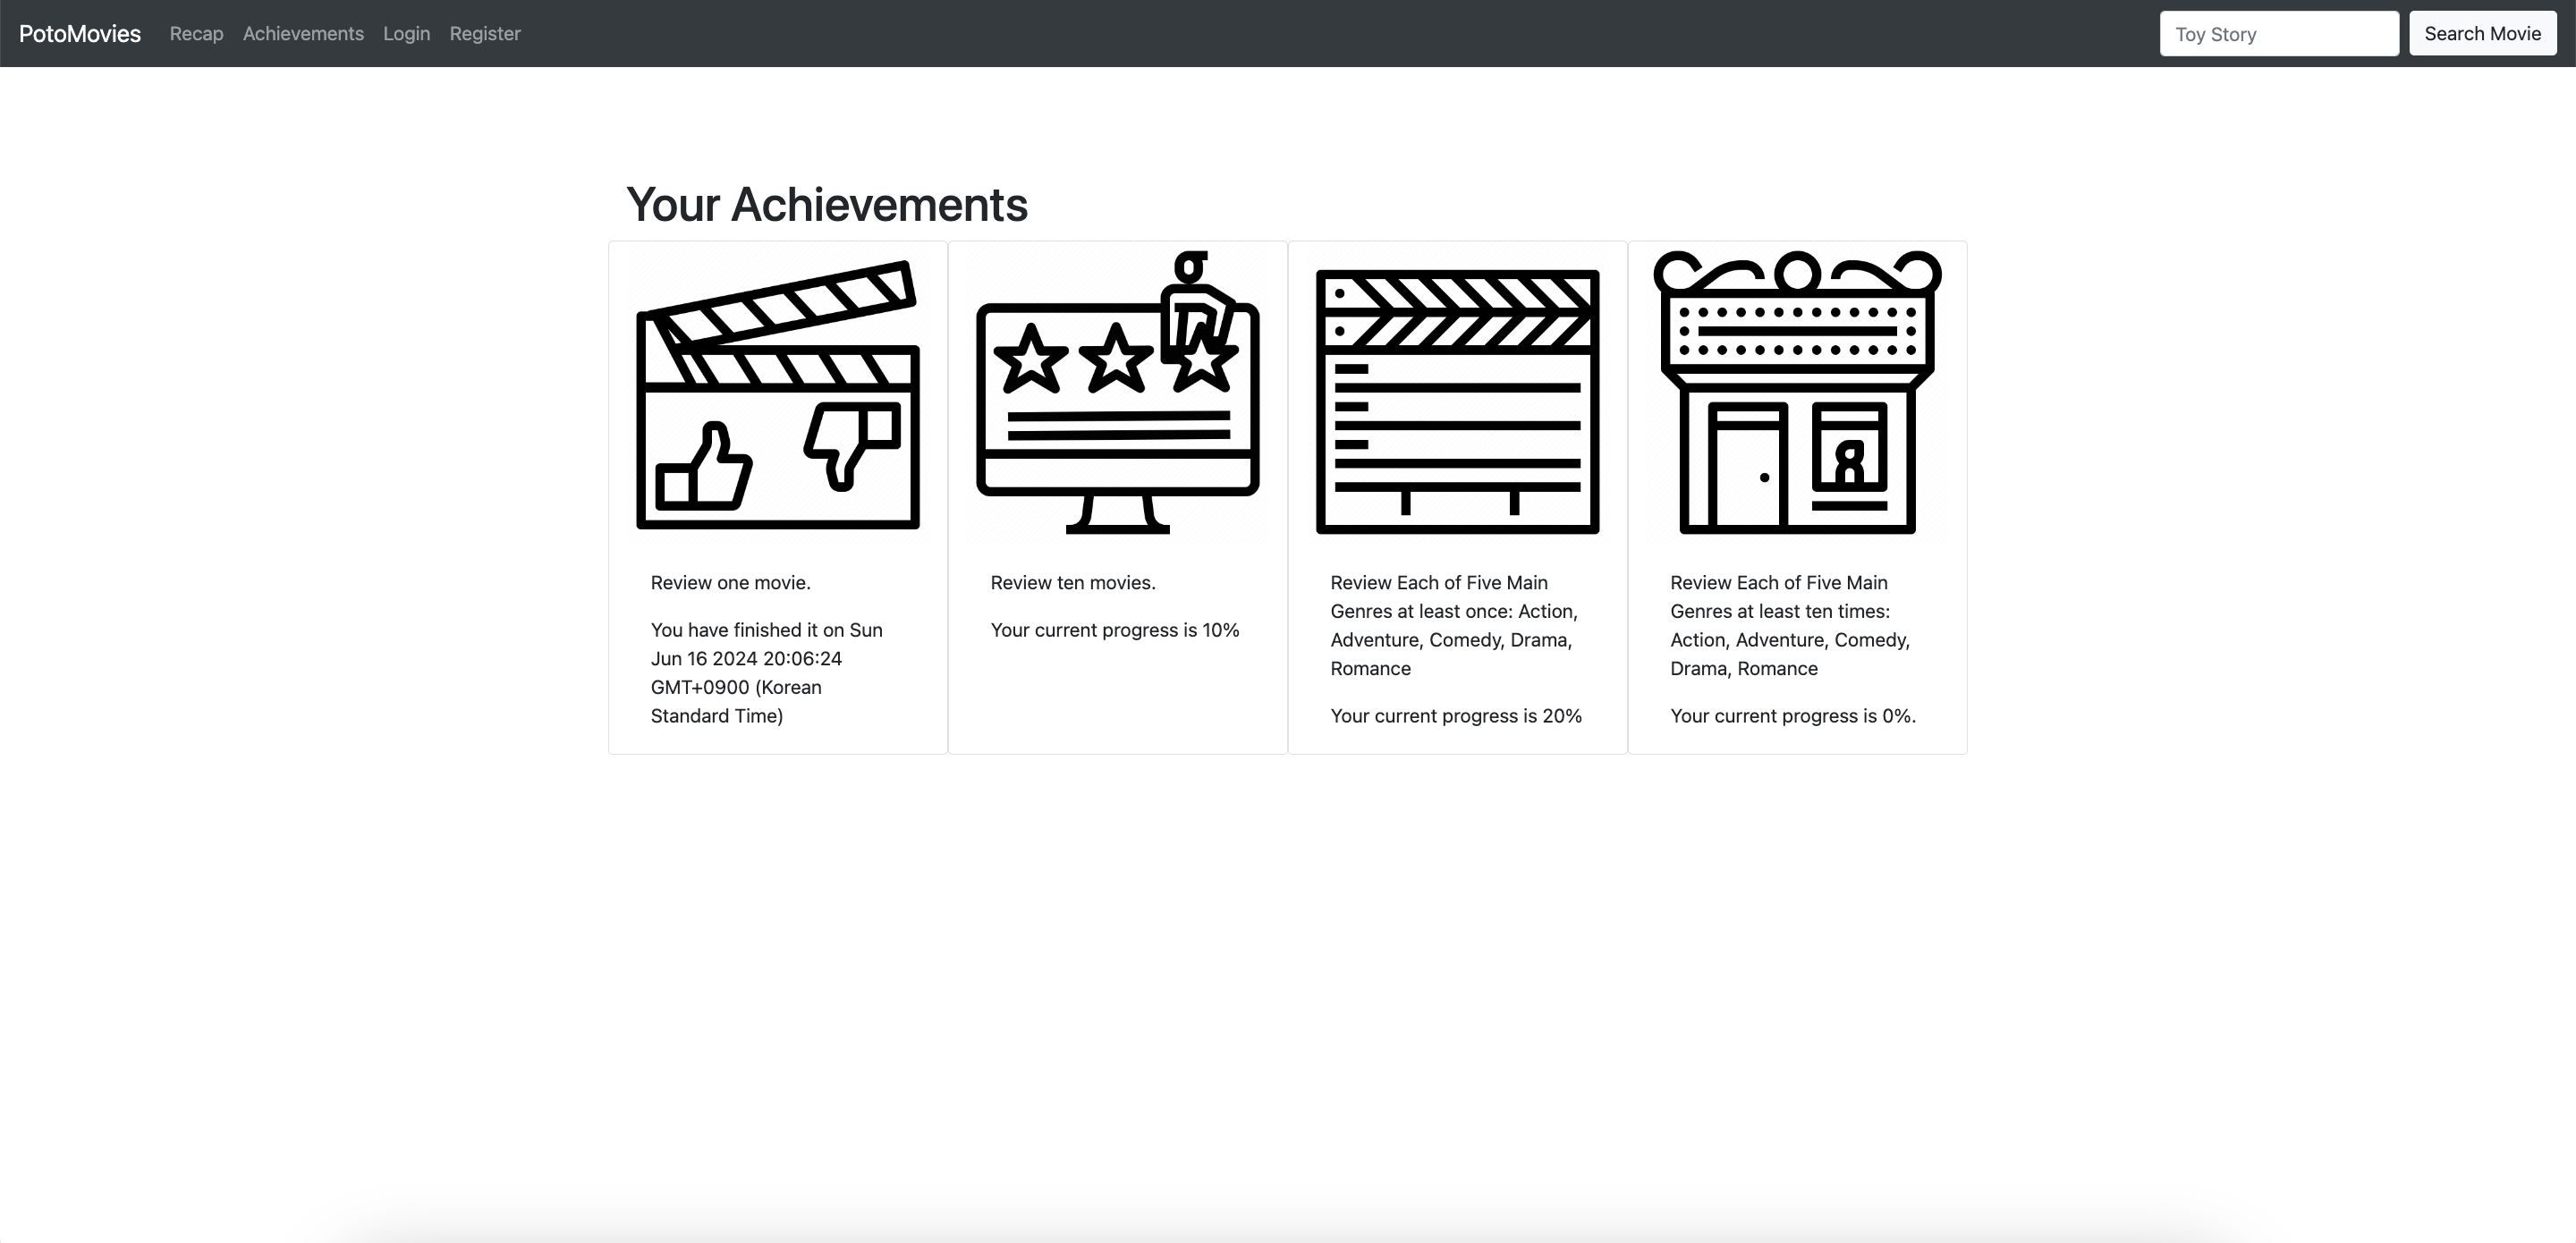 PotoMovies Recap Achievements Login Register Toy Story Search Movie
Your Achievements
Review one movie.
You have finished it on Sun
Jun 16 2024 20:06:24
GMT+0900 (Korean
Standard Time)
Review ten movies.
Your current progress is 10%
Review Each of Five Main
Genres at least once: Action,
Adventure, Comedy, Drama,
Romance
Your current progress is 20%
Review Each of Five Main
Genres at least ten times:
Action, Adventure, Comedy,
Drama, Romance
Your current progress is 0%.